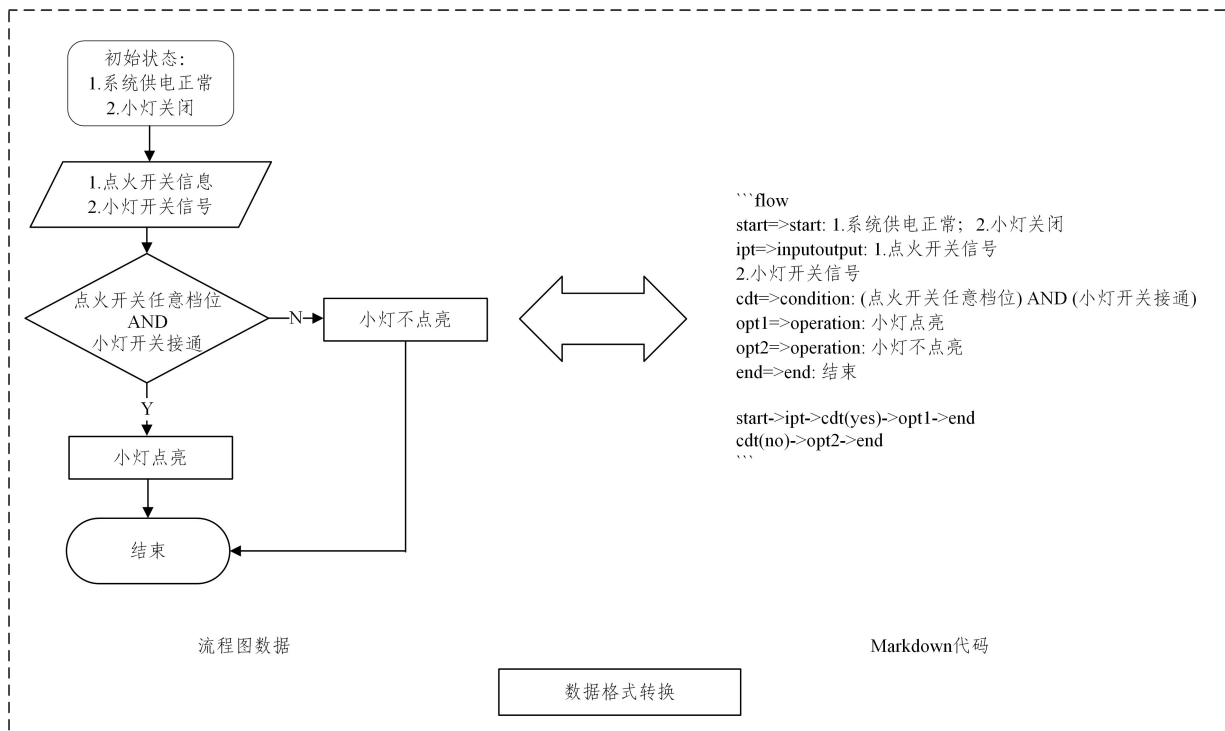 初始状态：
1.系统供电正常
2.小灯关闭
1.点火开关信息
2.小灯开关信号
点火开关任意档位
AND
小灯开关接通
N
小灯不点亮
Y
小灯点亮
结束
流程图数据
```flow
start=>start: 1.系统供电正常；2.小灯关闭
ipt=>inputoutput: 1.点火开关信号
2.小灯开关信号
cdt=>condition: (点火开关任意档位) AND (小灯开关接通)
opt1=>operation: 小灯点亮
opt2=>operation: 小灯不点亮
end=>end: 结束
start->ipt->cdt(yes)->opt1->end
cdt(no)->opt2->end
```
Markdown代码
数据格式转换